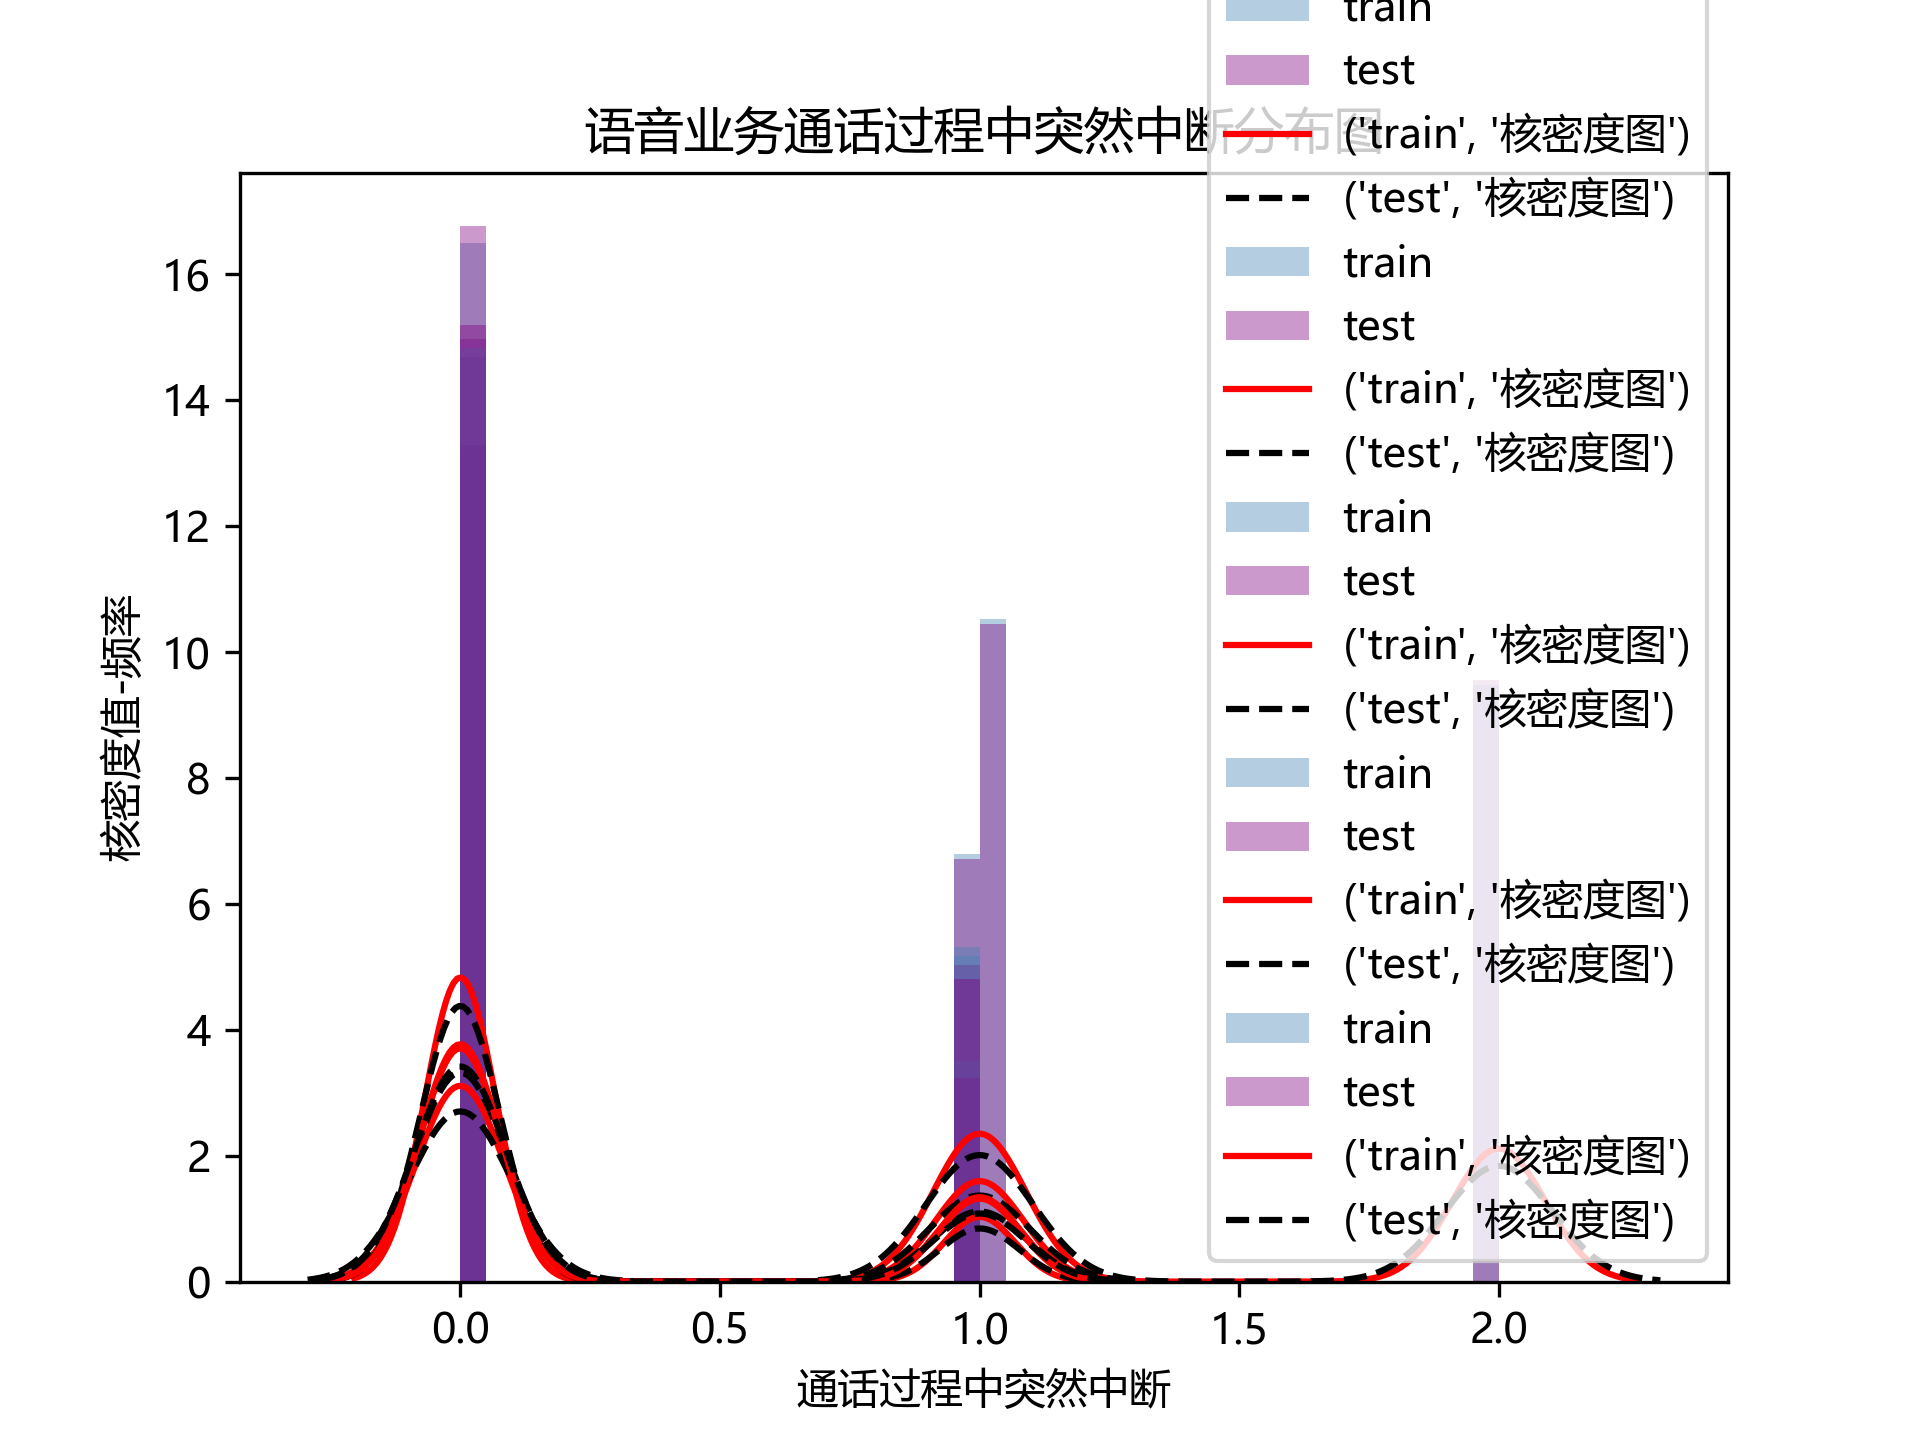 train
test
语音业务通话过程中突然中断分布图
('train', '核密度图')
('test', '核密度图')
train
test
('train', '核密度图')
('test', '核密度图')
train
test
('train', '核密度图')
('test', '核密度图')
train
test
('train', '核密度图')
('test', '核密度图')
train
test
('train', '核密度图')
('test', '核密度图')
核密度值-频率
16
14
12
10
8
6
4
2
0
0.0
0.5
1.0
1.5
2.0
通话过程中突然中断